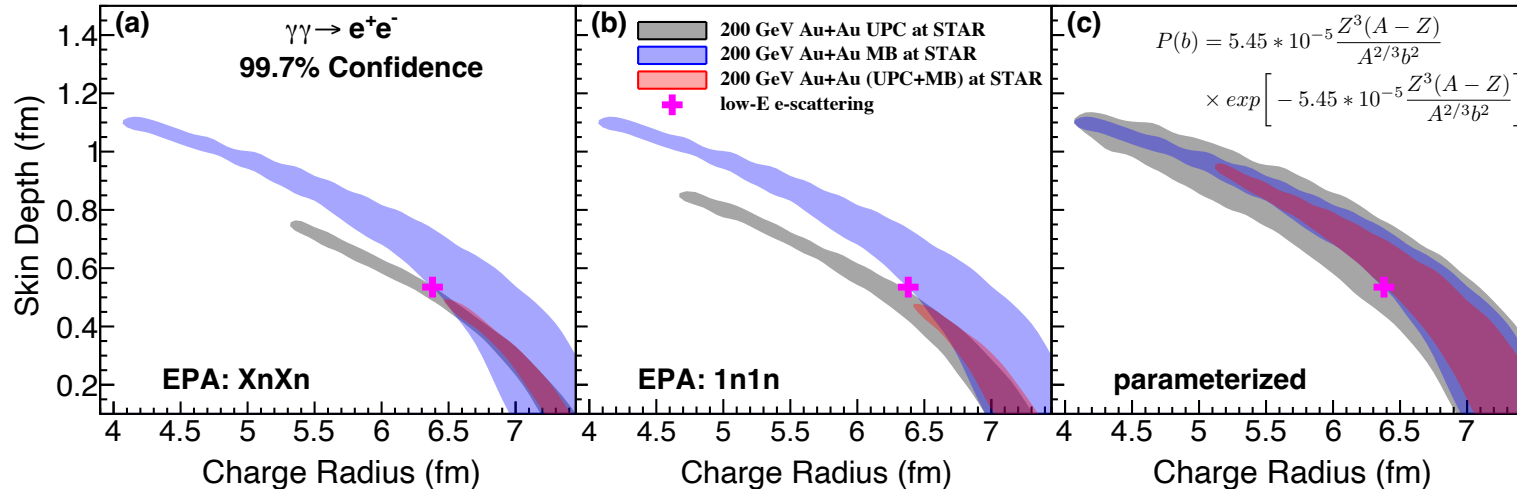 (a)
γγ→ e⁺e⁻
99.7% Confidence
EPA: XnXn
Skin Depth (fm)
1.4
1.2
1
0.8
0.6
0.4
0.2
4 4.5 5 5.5 6 6.5 7
Charge Radius (fm)
(b)
200 GeV Au+Au UPC at STAR
200 GeV Au+Au MB at STAR
200 GeV Au+Au (UPC+MB) at STAR
low-E e-scattering
EPA: 1n1n
4 4.5 5 5.5 6 6.5 7
Charge Radius (fm)
(c)
P(b) = 5.45 * 10⁻⁵ Z³(A − Z) / A^{2/3}b²
× exp[ − 5.45 * 10⁻⁵ Z³(A − Z) / A^{2/3}b² ]
parameterized
4 4.5 5 5.5 6 6.5 7
Charge Radius (fm)